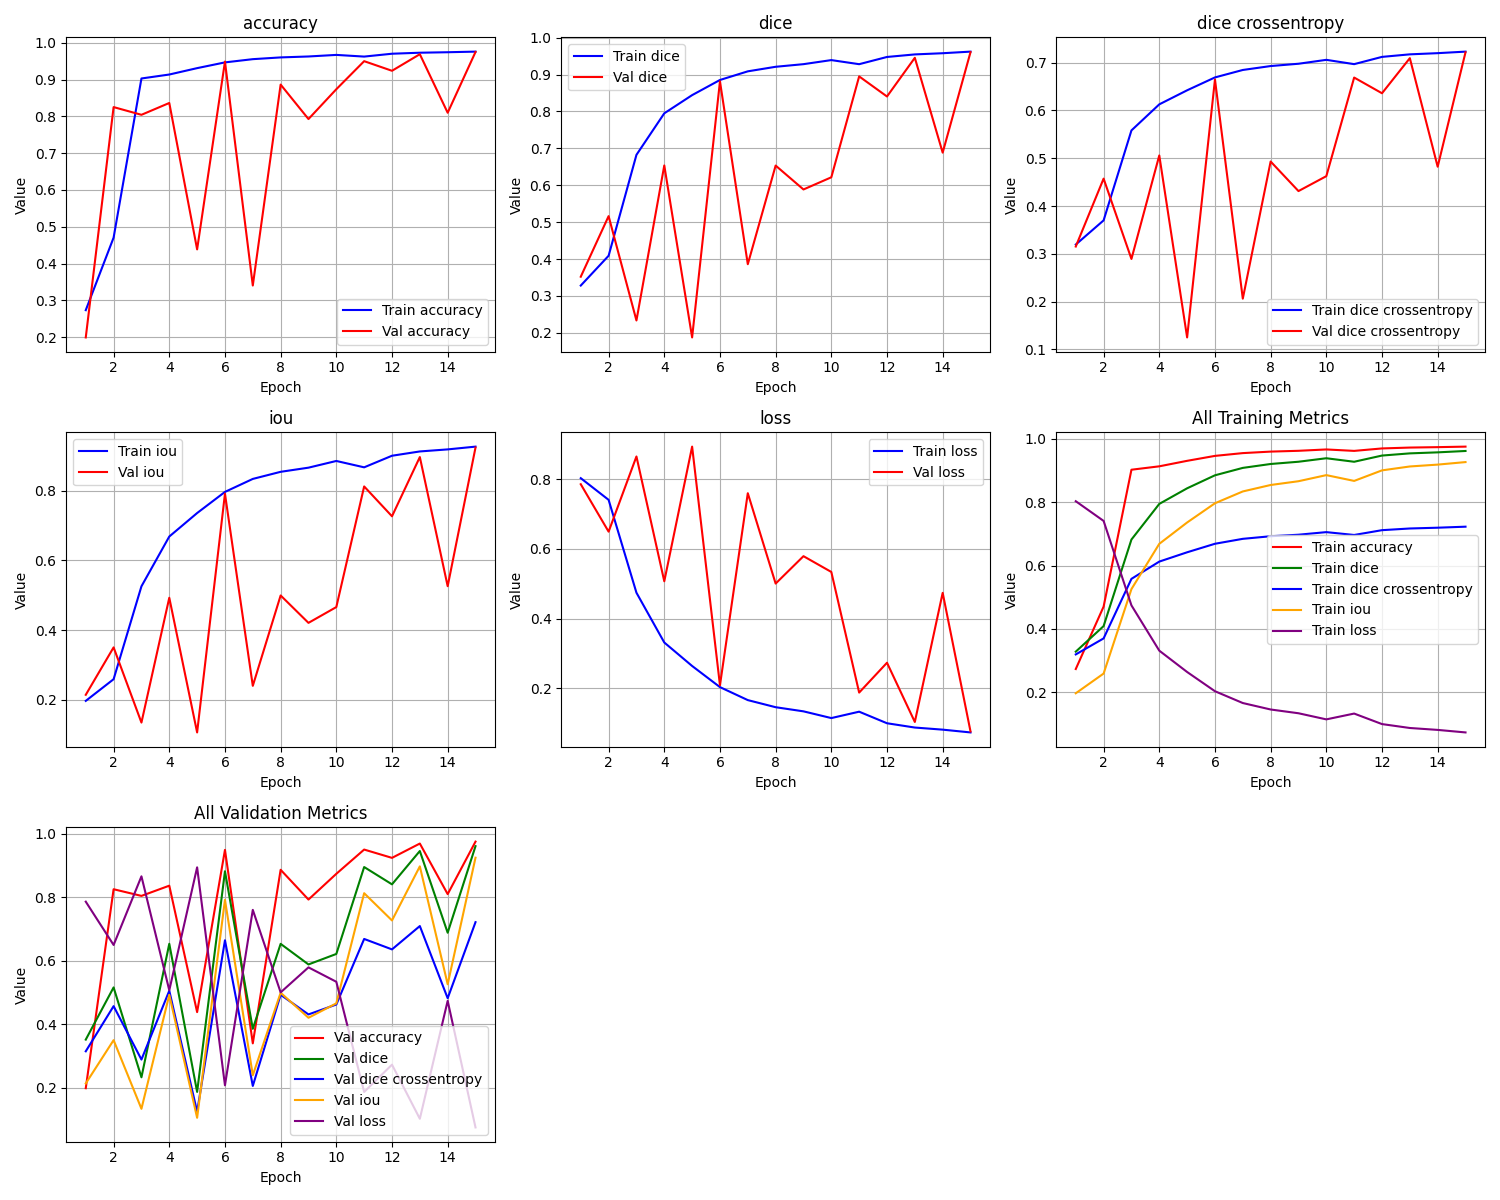 accuracy
1.0
0.9
0.8
0.7
0.6
0.5
0.4
0.3
0.2
Value
Train accuracy
Val accuracy
2 4 6 8 10 12 14
Epoch
dice
1.0
0.9
0.8
0.7
0.6
0.5
0.4
0.3
0.2
Value
Train dice
Val dice
2 4 6 8 10 12 14
Epoch
dice crossentropy
0.7
0.6
0.5
0.4
0.3
0.2
0.1
Value
Train dice crossentropy
Val dice crossentropy
2 4 6 8 10 12 14
Epoch
iou
0.8
0.6
0.4
0.2
Value
Train iou
Val iou
2 4 6 8 10 12 14
Epoch
loss
0.8
0.6
0.4
0.2
Value
Train loss
Val loss
2 4 6 8 10 12 14
Epoch
All Training Metrics
1.0
0.8
0.6
0.4
0.2
Value
Train accuracy
Train dice
Train dice crossentropy
Train iou
Train loss
2 4 6 8 10 12 14
Epoch
All Validation Metrics
1.0
0.8
0.6
0.4
0.2
Value
Val accuracy
Val dice
Val dice crossentropy
Val iou
Val loss
2 4 6 8 10 12 14
Epoch